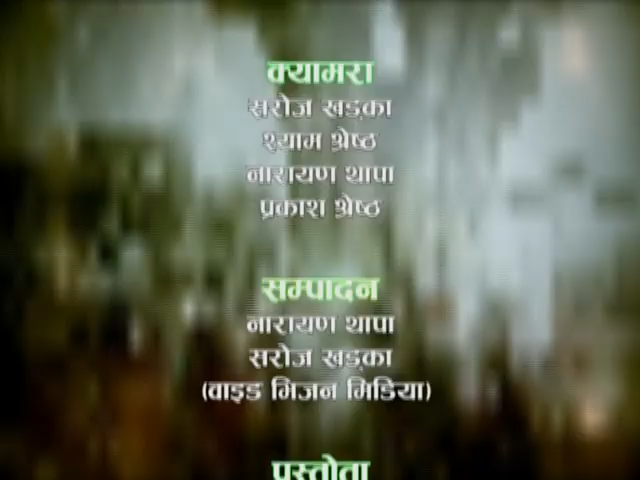 क्यामरा
सरोज खड्का
श्याम श्रेष्ठ
नारायण थापा
प्रकाश श्रेष्ठ
सम्पादन
नारायण थापा
सरोज खड्का
(वाइड भिजन मिडिया)
प्रस्तोता